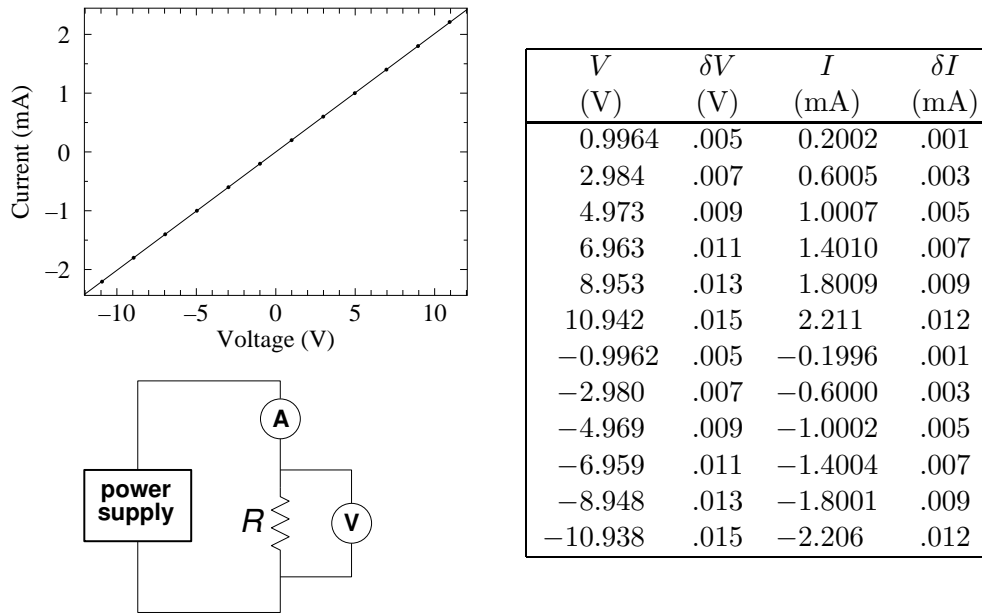 2
1
0
−1
−2
Current (mA)
−10 −5 0 5 10
Voltage (V)
A
power
supply
R
V
V δV I δI
(V) (V) (mA) (mA)
0.9964 .005 0.2002 .001
2.984 .007 0.6005 .003
4.973 .009 1.0007 .005
6.963 .011 1.4010 .007
8.953 .013 1.8009 .009
10.942 .015 2.211 .012
−0.9962 .005 −0.1996 .001
−2.980 .007 −0.6000 .003
−4.969 .009 −1.0002 .005
−6.959 .011 −1.4004 .007
−8.948 .013 −1.8001 .009
−10.938 .015 −2.206 .012